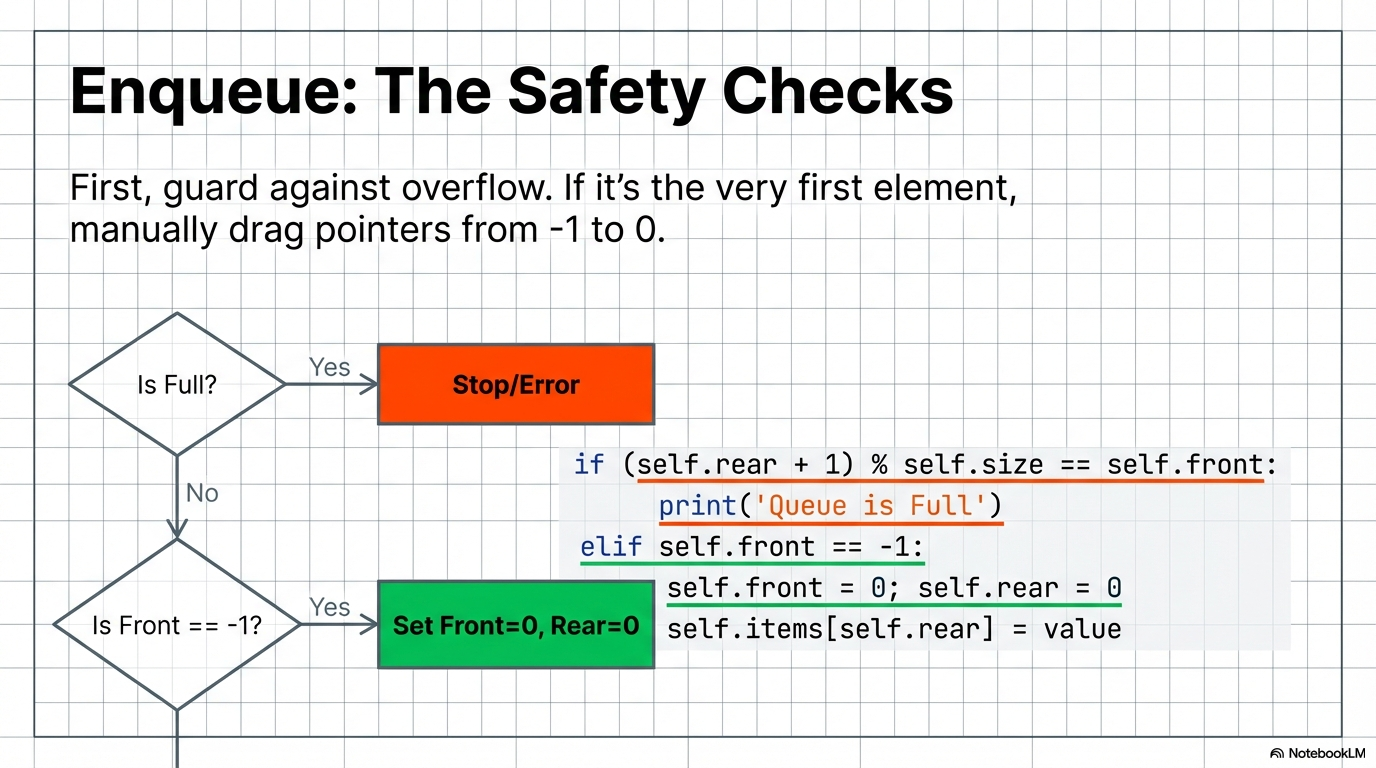 Enqueue: The Safety Checks
First, guard against overflow. If it’s the very first element,
manually drag pointers from -1 to 0.
Is Full?
Yes
Stop/Error
No
if (self.rear + 1) % self.size == self.front:
print('Queue is Full')
elif self.front == -1:
self.front = 0; self.rear = 0
self.items[self.rear] = value
Is Front == -1?
Yes
Set Front=0, Rear=0
NotebookLM